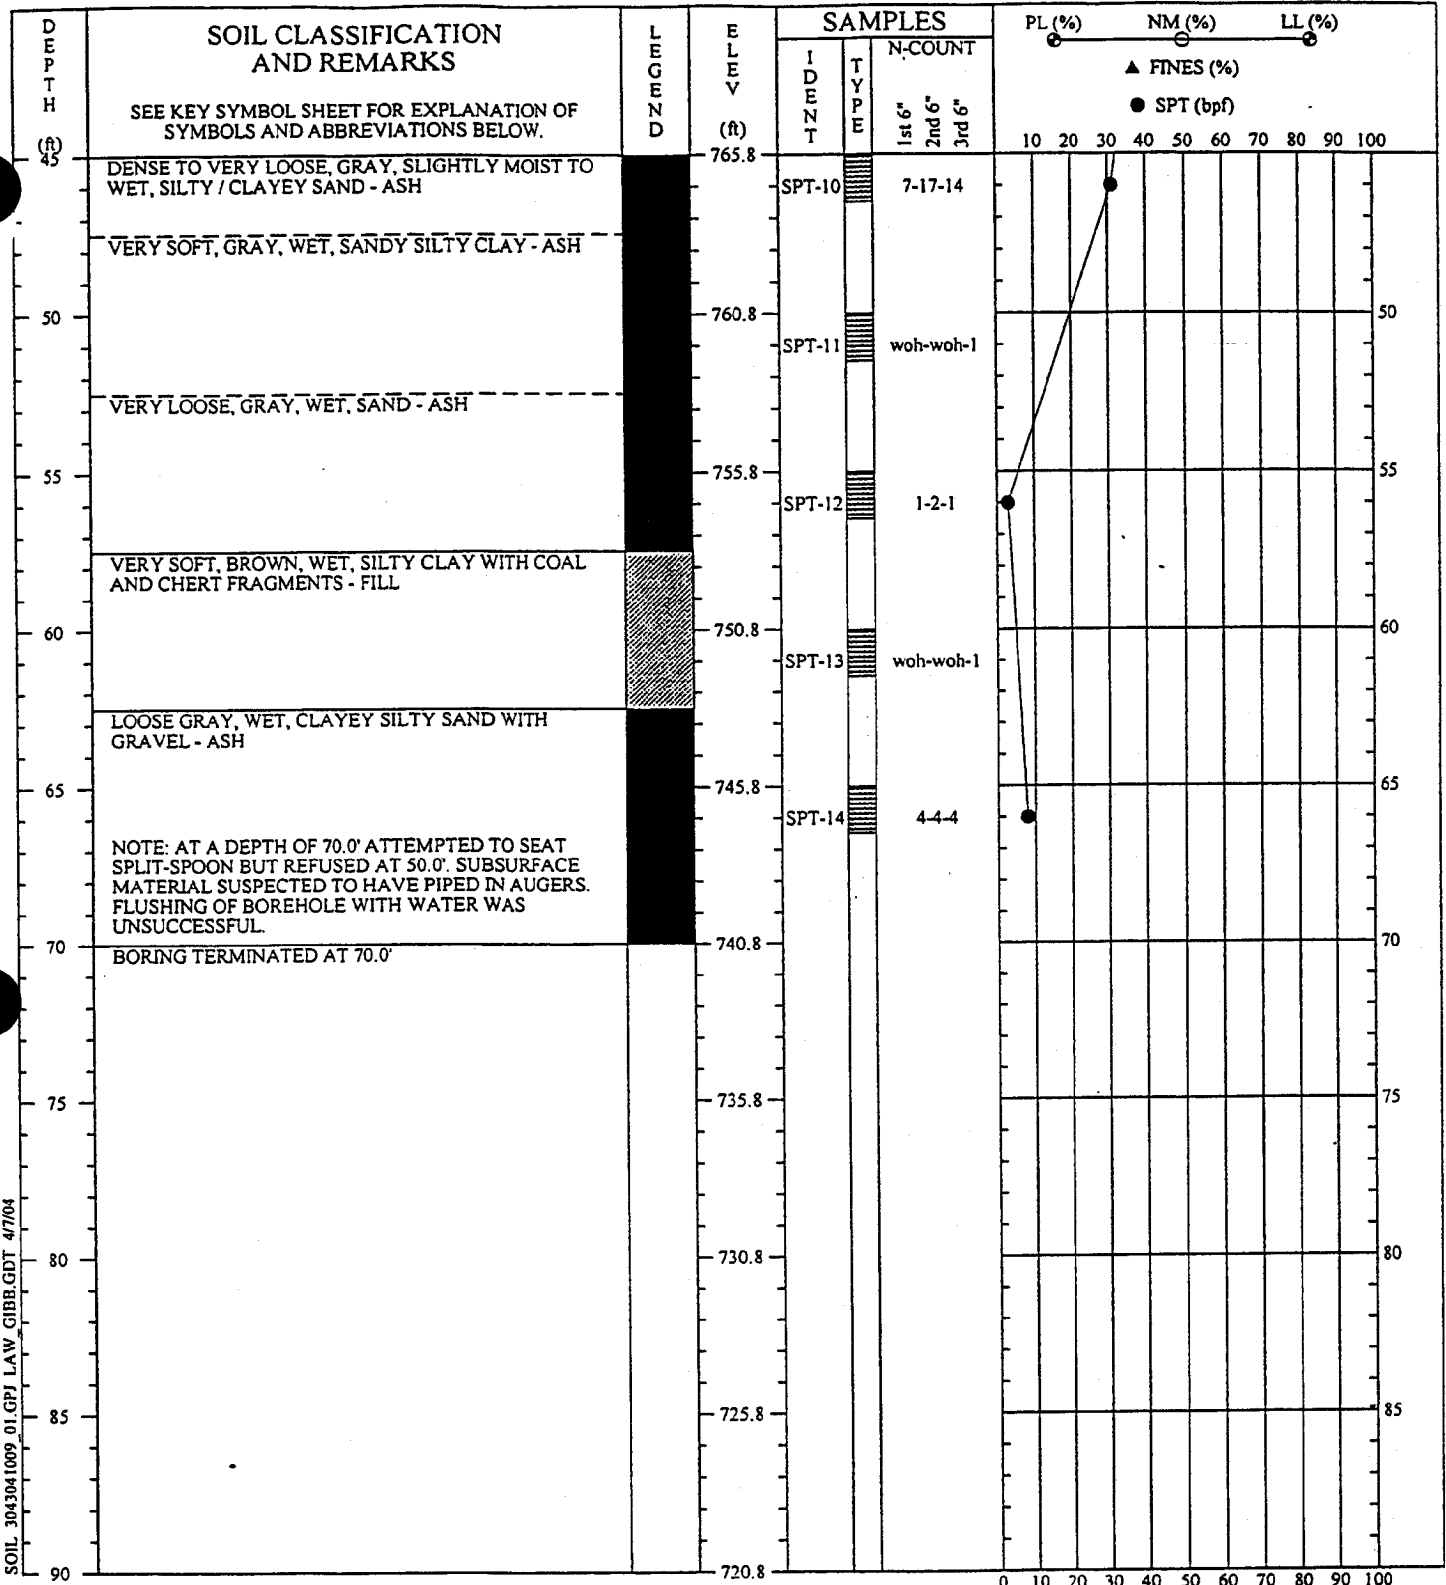 DEPTH (ft)
SOIL CLASSIFICATION
AND REMARKS
SEE KEY SYMBOL SHEET FOR EXPLANATION OF
SYMBOLS AND ABBREVIATIONS BELOW.
LEGEND
ELEV (ft)
SAMPLES
IDENT
TYPE
N-COUNT
1st 6"
2nd 6"
3rd 6"
PL (%) NM (%) LL (%)
▲ FINES (%)
● SPT (bpf)
10 20 30 40 50 60 70 80 90 100
45
DENSE TO VERY LOOSE, GRAY, SLIGHTLY MOIST TO
WET, SILTY / CLAYEY SAND - ASH
765.8
SPT-10 7-17-14
VERY SOFT, GRAY, WET, SANDY SILTY CLAY - ASH
50 760.8 50
SPT-11 woh-woh-1
VERY LOOSE, GRAY, WET, SAND - ASH
55 755.8 55
SPT-12 1-2-1
VERY SOFT, BROWN, WET, SILTY CLAY WITH COAL
AND CHERT FRAGMENTS - FILL
60 750.8 60
SPT-13 woh-woh-1
LOOSE GRAY, WET, CLAYEY SILTY SAND WITH
GRAVEL - ASH
65 745.8 65
SPT-14 4-4-4
NOTE: AT A DEPTH OF 70.0' ATTEMPTED TO SEAT
SPLIT-SPOON BUT REFUSED AT 50.0'. SUBSURFACE
MATERIAL SUSPECTED TO HAVE PIPED IN AUGERS.
FLUSHING OF BOREHOLE WITH WATER WAS
UNSUCCESSFUL.
70 740.8 70
BORING TERMINATED AT 70.0'
75 735.8 75
80 730.8 80
85 725.8 85
90 720.8
0 10 20 30 40 50 60 70 80 90 100
SOIL 3043041009_01.GPJ LAW_GIBB.GDT 4/7/04